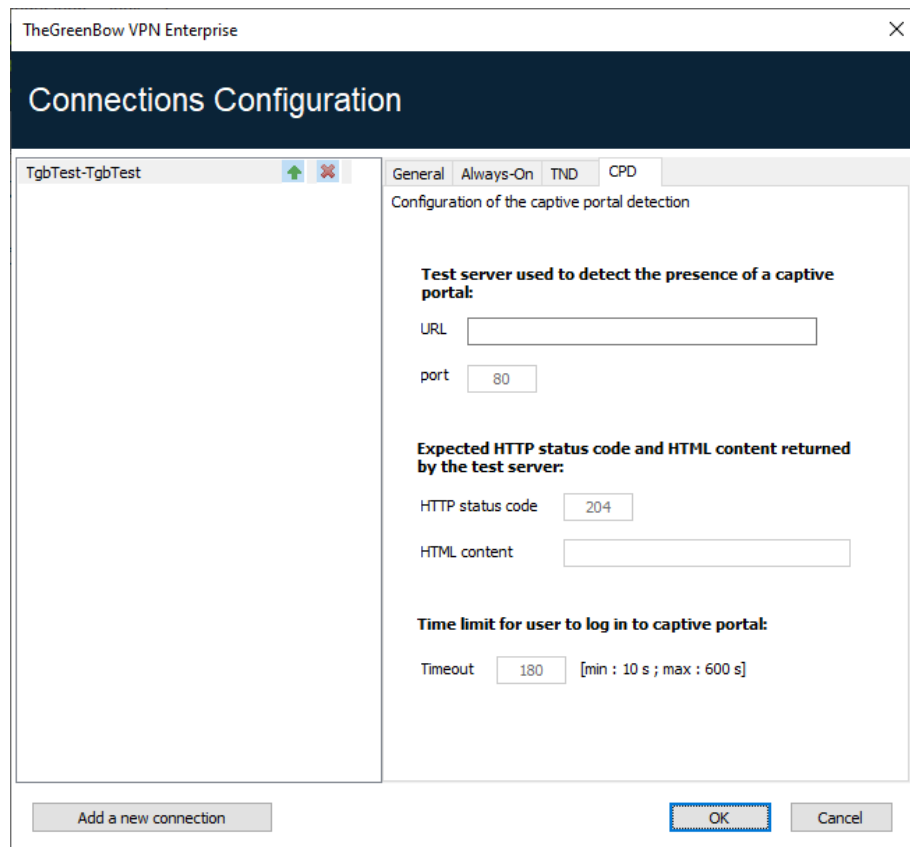 TheGreenBow VPN Enterprise
Connections Configuration
TgbTest-TgbTest
General Always-On TND CPD
Configuration of the captive portal detection
Test server used to detect the presence of a captive
portal:
URL
port 80
Expected HTTP status code and HTML content returned
by the test server:
HTTP status code 204
HTML content
Time limit for user to log in to captive portal:
Timeout 180 [min : 10 s ; max : 600 s]
Add a new connection OK Cancel